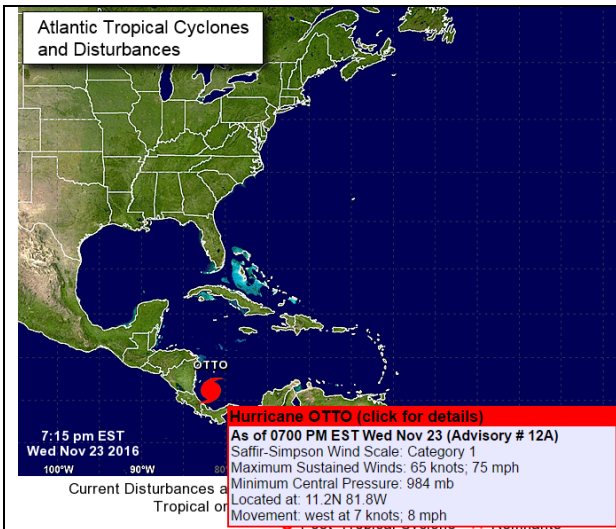 Atlantic Tropical Cyclones
and Disturbances
OTTO
7:15 pm EST
Wed Nov 23 2016
100°W 90°W 80°W
Hurricane OTTO (click for details)
As of 0700 PM EST Wed Nov 23 (Advisory # 12A)
Saffir-Simpson Wind Scale: Category 1
Maximum Sustained Winds: 65 knots; 75 mph
Minimum Central Pressure: 984 mb
Located at: 11.2N 81.8W
Movement: west at 7 knots; 8 mph
Current Disturbances a
Tropical or